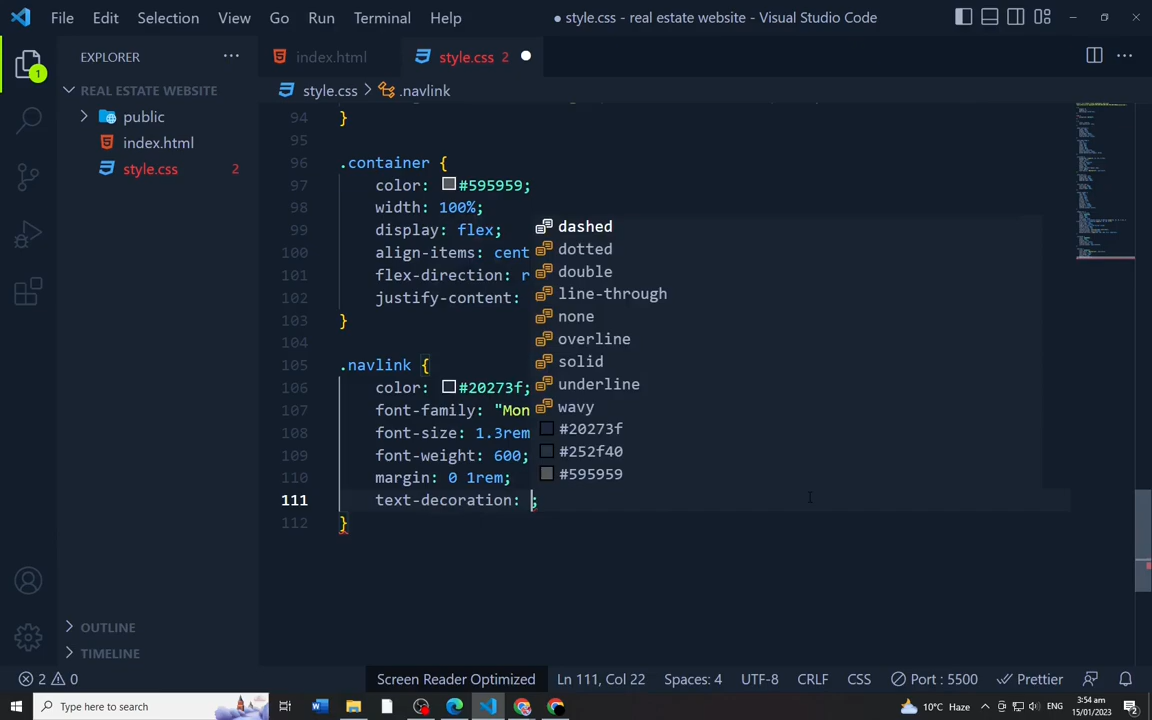 File Edit Selection View Go Run Terminal Help
● style.css - real estate website - Visual Studio Code
EXPLORER
index.html
style.css 2
1
REAL ESTATE WEBSITE
style.css > .navlink
public
index.html
style.css 2
94 }
95
96 .container {
97 color: #595959;
98 width: 100%;
99 display: flex;
100 align-items: cent
101 flex-direction: r
102 justify-content:
103 }
104
105 .navlink {
106 color: #20273f;
107 font-family: "Mon
108 font-size: 1.3rem
109 font-weight: 600;
110 margin: 0 1rem;
111 text-decoration: ;
112 }
dashed
dotted
double
line-through
none
overline
solid
underline
wavy
#20273f
#252f40
#595959
OUTLINE
TIMELINE
2 0 Screen Reader Optimized Ln 111, Col 22 Spaces: 4 UTF-8 CRLF CSS Port : 5500 Prettier
Type here to search
10°C Haze ENG
3:54 am
15/01/2023
2